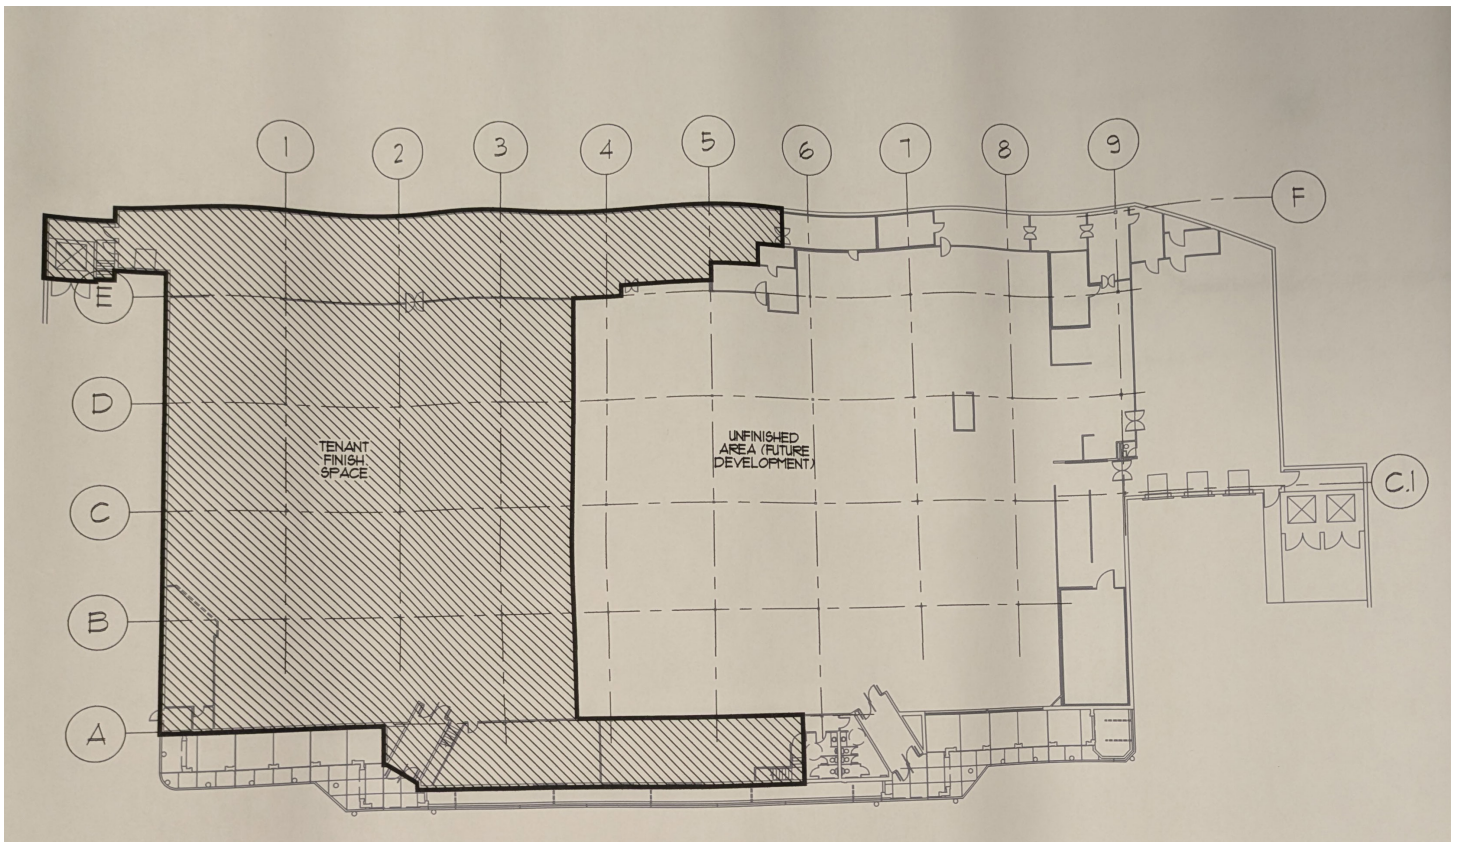 1 2 3 4 5 6 7 8 9
F
E
D
TENANT
FINISH
SPACE
UNFINISHED
AREA (FUTURE
DEVELOPMENT)
C.1
C
B
A